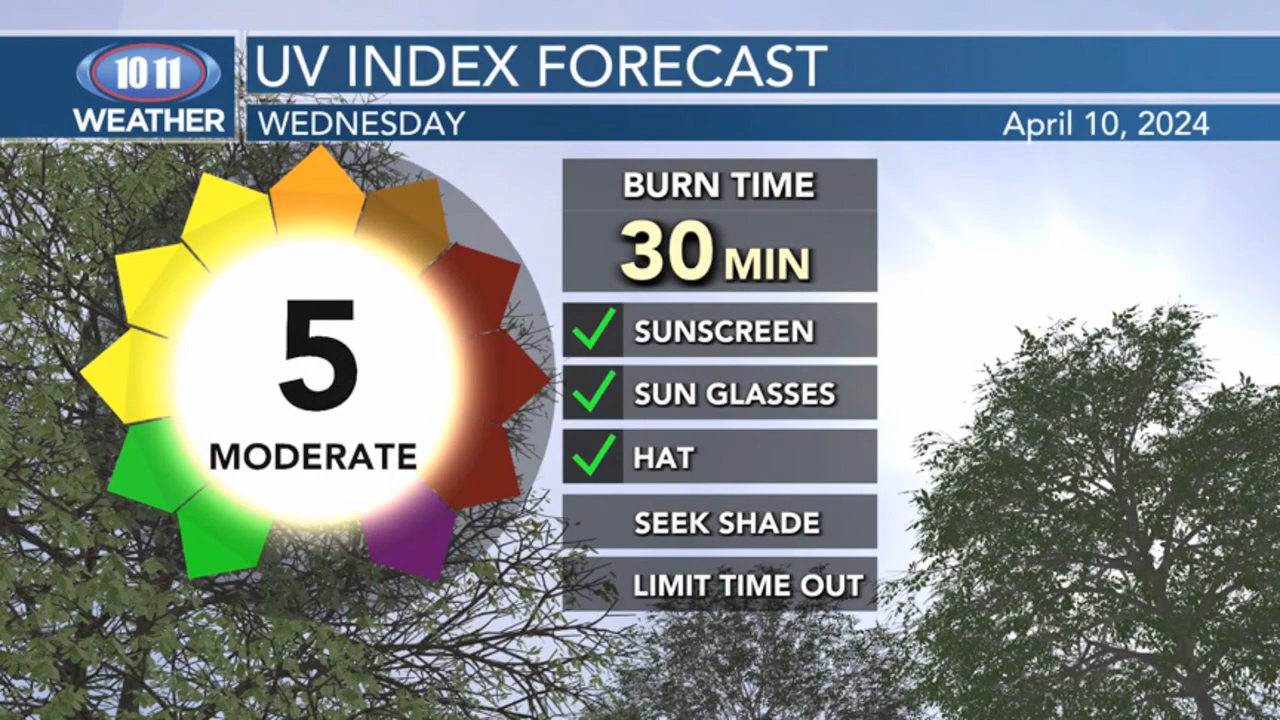 10 11
WEATHER
UV INDEX FORECAST
WEDNESDAY
April 10, 2024
5
MODERATE
BURN TIME
30 MIN
SUNSCREEN
SUN GLASSES
HAT
SEEK SHADE
LIMIT TIME OUT